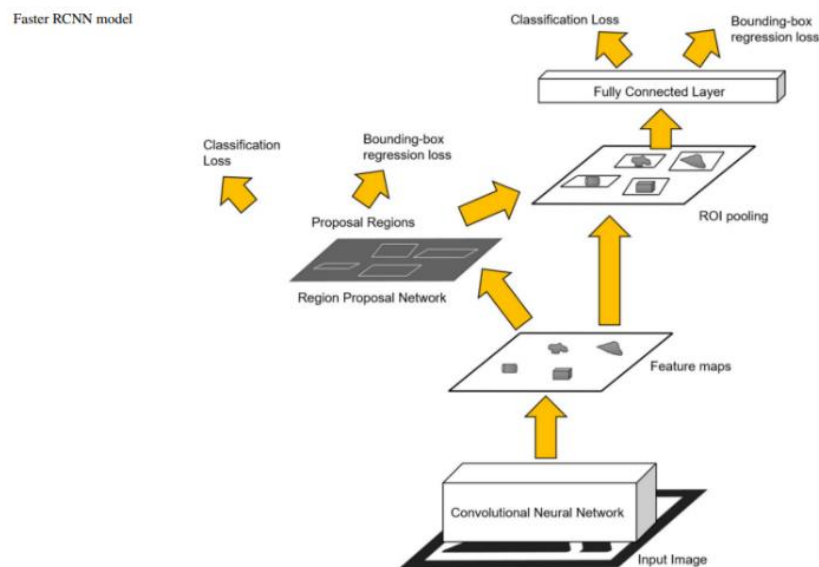 Faster RCNN model
Classification Loss
Bounding-box
regression loss
Fully Connected Layer
Classification
Loss
Bounding-box
regression loss
Proposal Regions
ROI pooling
Region Proposal Network
Feature maps
Convolutional Neural Network
Input Image